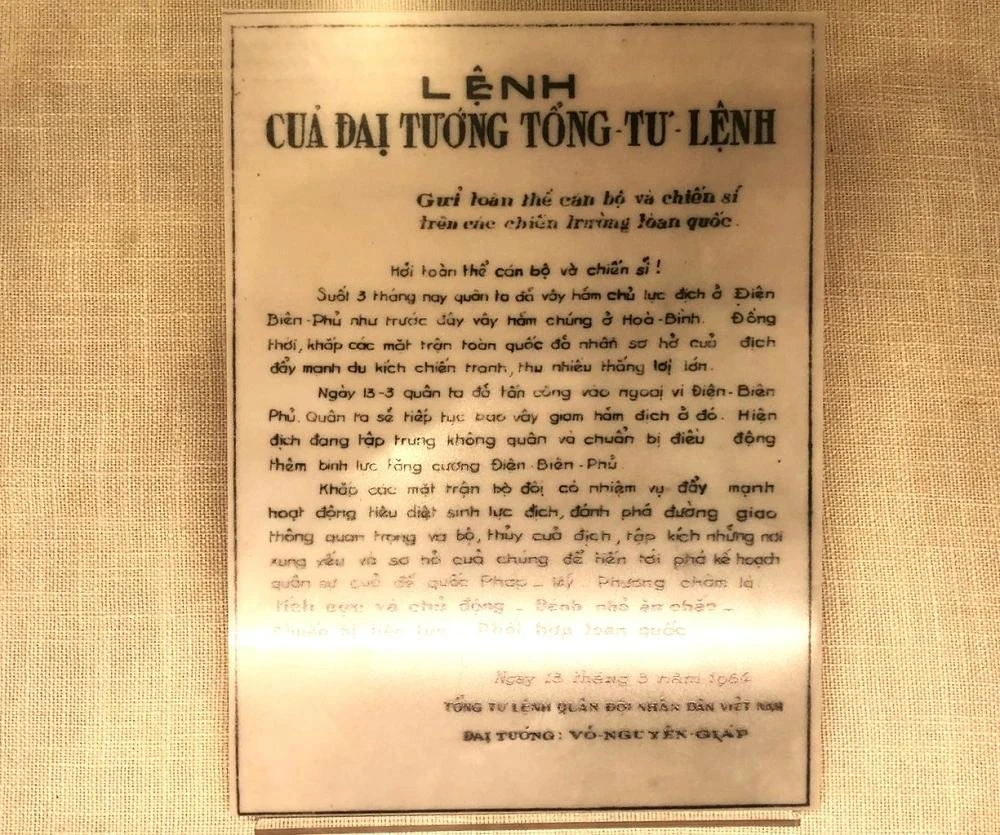 LỆNH
CUẢ ĐẠI TƯỚNG TỔNG-TƯ-LỆNH
Gửi toàn thể cán bộ và chiến sĩ
trên các chiến trường toàn quốc.
Hỡi toàn thể cán bộ và chiến sĩ !
Suốt 3 tháng nay quân ta đã vây hãm chủ lực địch ở Điện
Biên-Phủ như trước đây vây hãm chúng ở Hoà-Bình. Đồng
thời, khắp các mặt trận toàn quốc đã nhân sơ hở cuả địch
đẩy mạnh du kích chiến tranh, thu nhiều thắng lợi lớn.
Ngày 13-3 quân ta đã tấn công vào ngoại vi Điện-Biên
Phủ. Quân ta sẽ tiếp tục bao vây giam hãm địch ở đó. Hiện
địch đang tập trung không quân và chuẩn bị điều động
thêm binh lực tăng cường Điện-Biên-Phủ.
Khắp các mặt trận bộ đội có nhiệm vụ đẩy mạnh
hoạt động tiêu diệt sinh lực địch, đánh phá đường giao
thông quan trọng về bộ, thủy cuả địch, tập kích những nơi
xung yếu và sơ hở cuả chúng để tiến tới phá kế hoạch
quân sự cuả đế quốc Pháp - Mỹ. Phương châm là
tích cực và chủ động - Đánh nhỏ ăn chắc -
Chuẩn bị liên tục - Phối hợp toàn quốc
Ngày 13 tháng 3 năm 1954
TỔNG TƯ LỆNH QUÂN ĐỘI NHÂN DÂN VIỆT NAM
ĐẠI TƯỚNG: VÕ-NGUYÊN-GIÁP